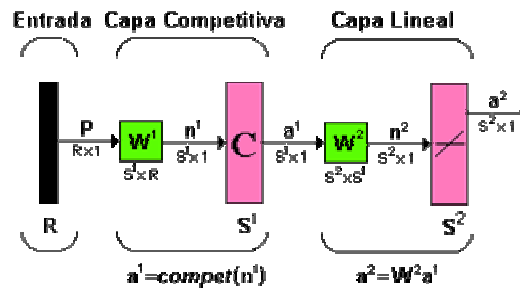 Entrada Capa Competitiva Capa Lineal
P n¹ a¹ n² a²
W¹ C W²
R×1 S¹×1 S¹×1 S²×1 S²×1
S¹×R S²×S¹
R S¹ S²
a¹=compet(n¹) a²=W²a¹